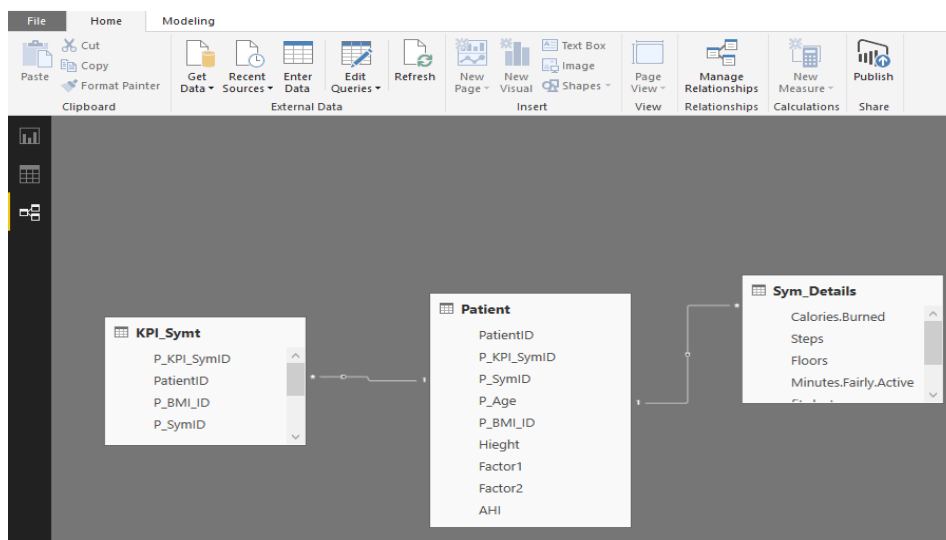 File Home Modeling
Paste
Cut
Copy
Format Painter
Clipboard
Get Data
Recent Sources
Enter Data
Edit Queries
Refresh
External Data
New Page
New Visual
Text Box
Image
Shapes
Insert
Page View
View
Manage Relationships
Relationships
New Measure
Calculations
Publish
Share
KPI_Symt
P_KPI_SymID
PatientID
P_BMI_ID
P_SymID
*
1
Patient
PatientID
P_KPI_SymID
P_SymID
P_Age
P_BMI_ID
Hieght
Factor1
Factor2
AHI
1
*
Sym_Details
Calories.Burned
Steps
Floors
Minutes.Fairly.Active